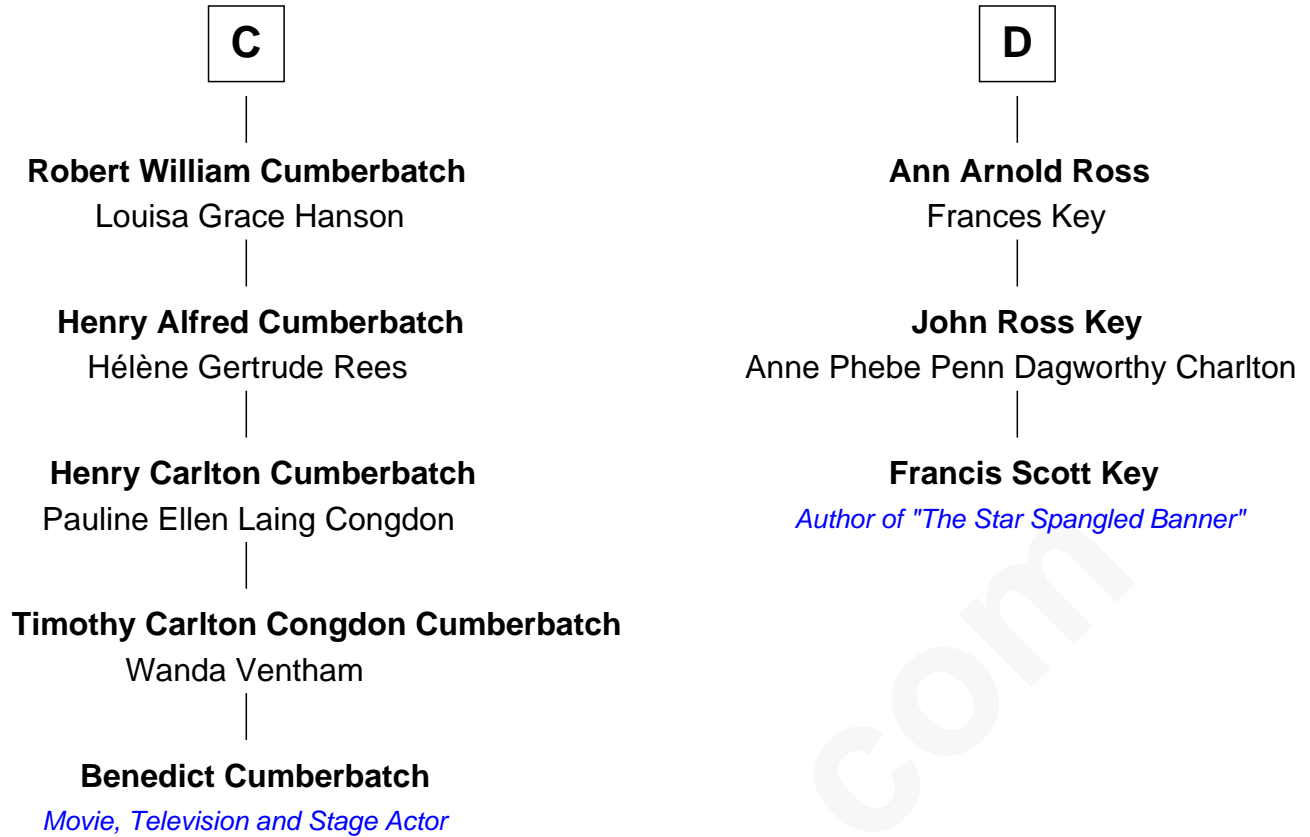 C
Robert William Cumberbatch
Louisa Grace Hanson
Henry Alfred Cumberbatch
Hélène Gertrude Rees
Henry Carlton Cumberbatch
Pauline Ellen Laing Congdon
Timothy Carlton Congdon Cumberbatch
Wanda Ventham
Benedict Cumberbatch
Movie, Television and Stage Actor
D
Ann Arnold Ross
Frances Key
John Ross Key
Anne Phebe Penn Dagworthy Charlton
Francis Scott Key
Author of "The Star Spangled Banner"
com